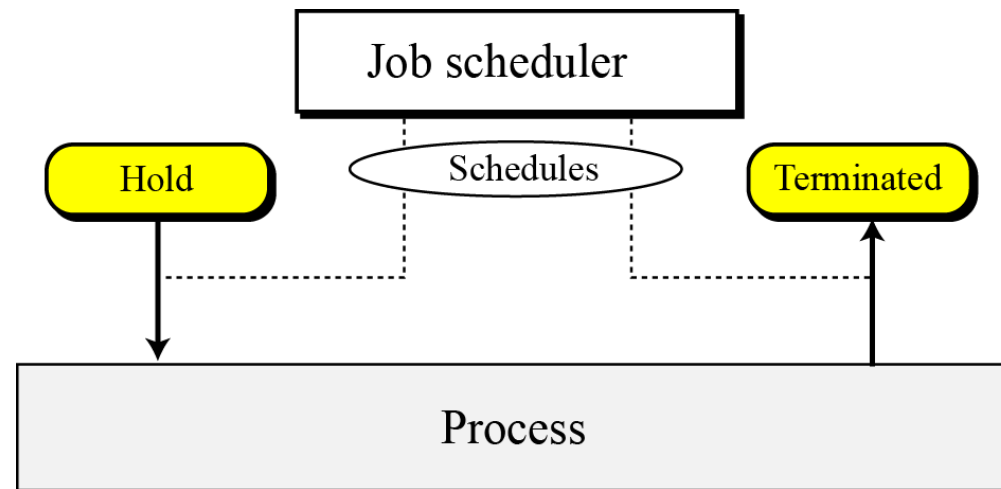 Job scheduler
Hold
Schedules
Terminated
Process